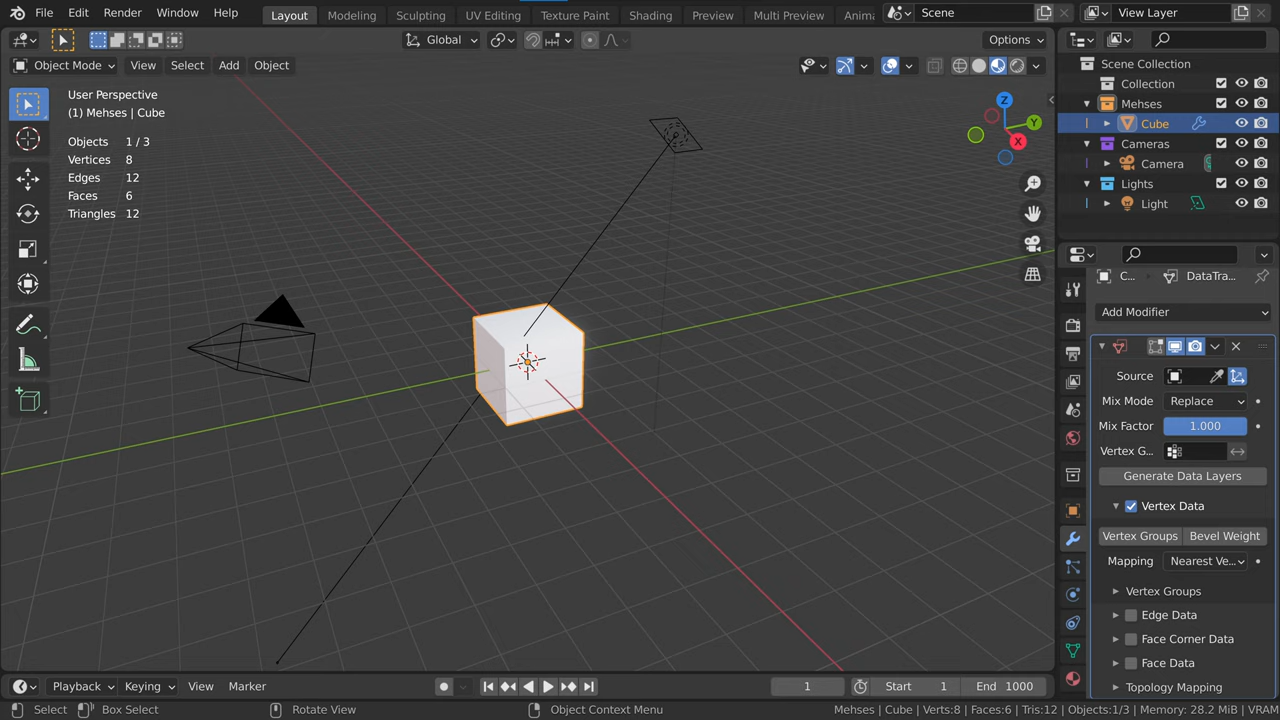 File Edit Render Window Help Layout Modeling Sculpting UV Editing Texture Paint Shading Preview Multi Preview Anima Scene View Layer
Global Options
Object Mode View Select Add Object
User Perspective
(1) Mehses | Cube
Objects 1 / 3
Vertices 8
Edges 12
Faces 6
Triangles 12
Z
Y
X
Scene Collection
Collection
Mehses
Cube
Cameras
Camera
Lights
Light
C... DataTra...
Add Modifier
Source
Mix Mode Replace
Mix Factor 1.000
Vertex G...
Generate Data Layers
Vertex Data
Vertex Groups Bevel Weight
Mapping Nearest Ve...
Vertex Groups
Edge Data
Face Corner Data
Face Data
Topology Mapping
Playback Keying View Marker 1 Start 1 End 1000
Select Box Select Rotate View Object Context Menu Mehses | Cube | Verts:8 | Faces:6 | Tris:12 | Objects:1/3 | Memory: 28.2 MiB | VRAM